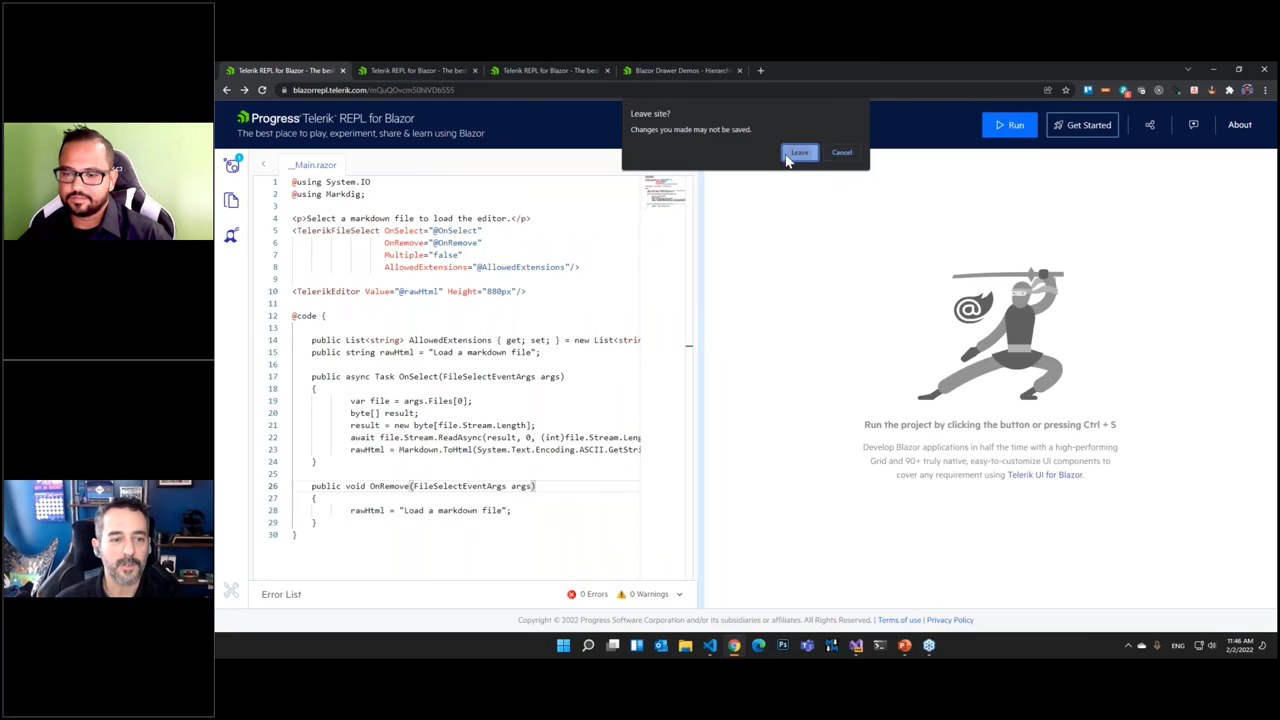 Telerik REPL for Blazor - The best
Telerik REPL for Blazor - The best
Telerik REPL for Blazor - The best
Blazor Drawer Demos - Hierarch
blazorrepl.telerik.com/mQuQOvcm50hlVDbS55
Leave site?
Changes you made may not be saved.
Leave
Cancel
Progress Telerik REPL for Blazor
The best place to play, experiment, share & learn using Blazor
Run
Get Started
About
__Main.razor
1 @using System.IO
2 @using Markdig;
3
4 <p>Select a markdown file to load the editor.</p>
5 <TelerikFileSelect OnSelect="@OnSelect"
6 OnRemove="@OnRemove"
7 Multiple="false"
8 AllowedExtensions="@AllowedExtensions"/>
9
10 <TelerikEditor Value="@rawHtml" Height="880px"/>
11
12 @code {
13
14 public List<string> AllowedExtensions { get; set; } = new List<strin
15 public string rawHtml = "Load a markdown file";
16
17 public async Task OnSelect(FileSelectEventArgs args)
18 {
19 var file = args.Files[0];
20 byte[] result;
21 result = new byte[file.Stream.Length];
22 await file.Stream.ReadAsync(result, 0, (int)file.Stream.Leng
23 rawHtml = Markdown.ToHtml(System.Text.Encoding.ASCII.GetStri
24 }
25
26 public void OnRemove(FileSelectEventArgs args)
27 {
28 rawHtml = "Load a markdown file";
29 }
30 }
Run the project by clicking the button or pressing Ctrl + S
Develop Blazor applications in half the time with a high-performing
Grid and 90+ truly native, easy-to-customize UI components to
cover any requirement using Telerik UI for Blazor.
Error List
0 Errors
0 Warnings
Copyright © 2022 Progress Software Corporation and/or its subsidiaries or affiliates. All Rights Reserved. | Terms of use | Privacy Policy
ENG
11:46 AM
2/2/2022